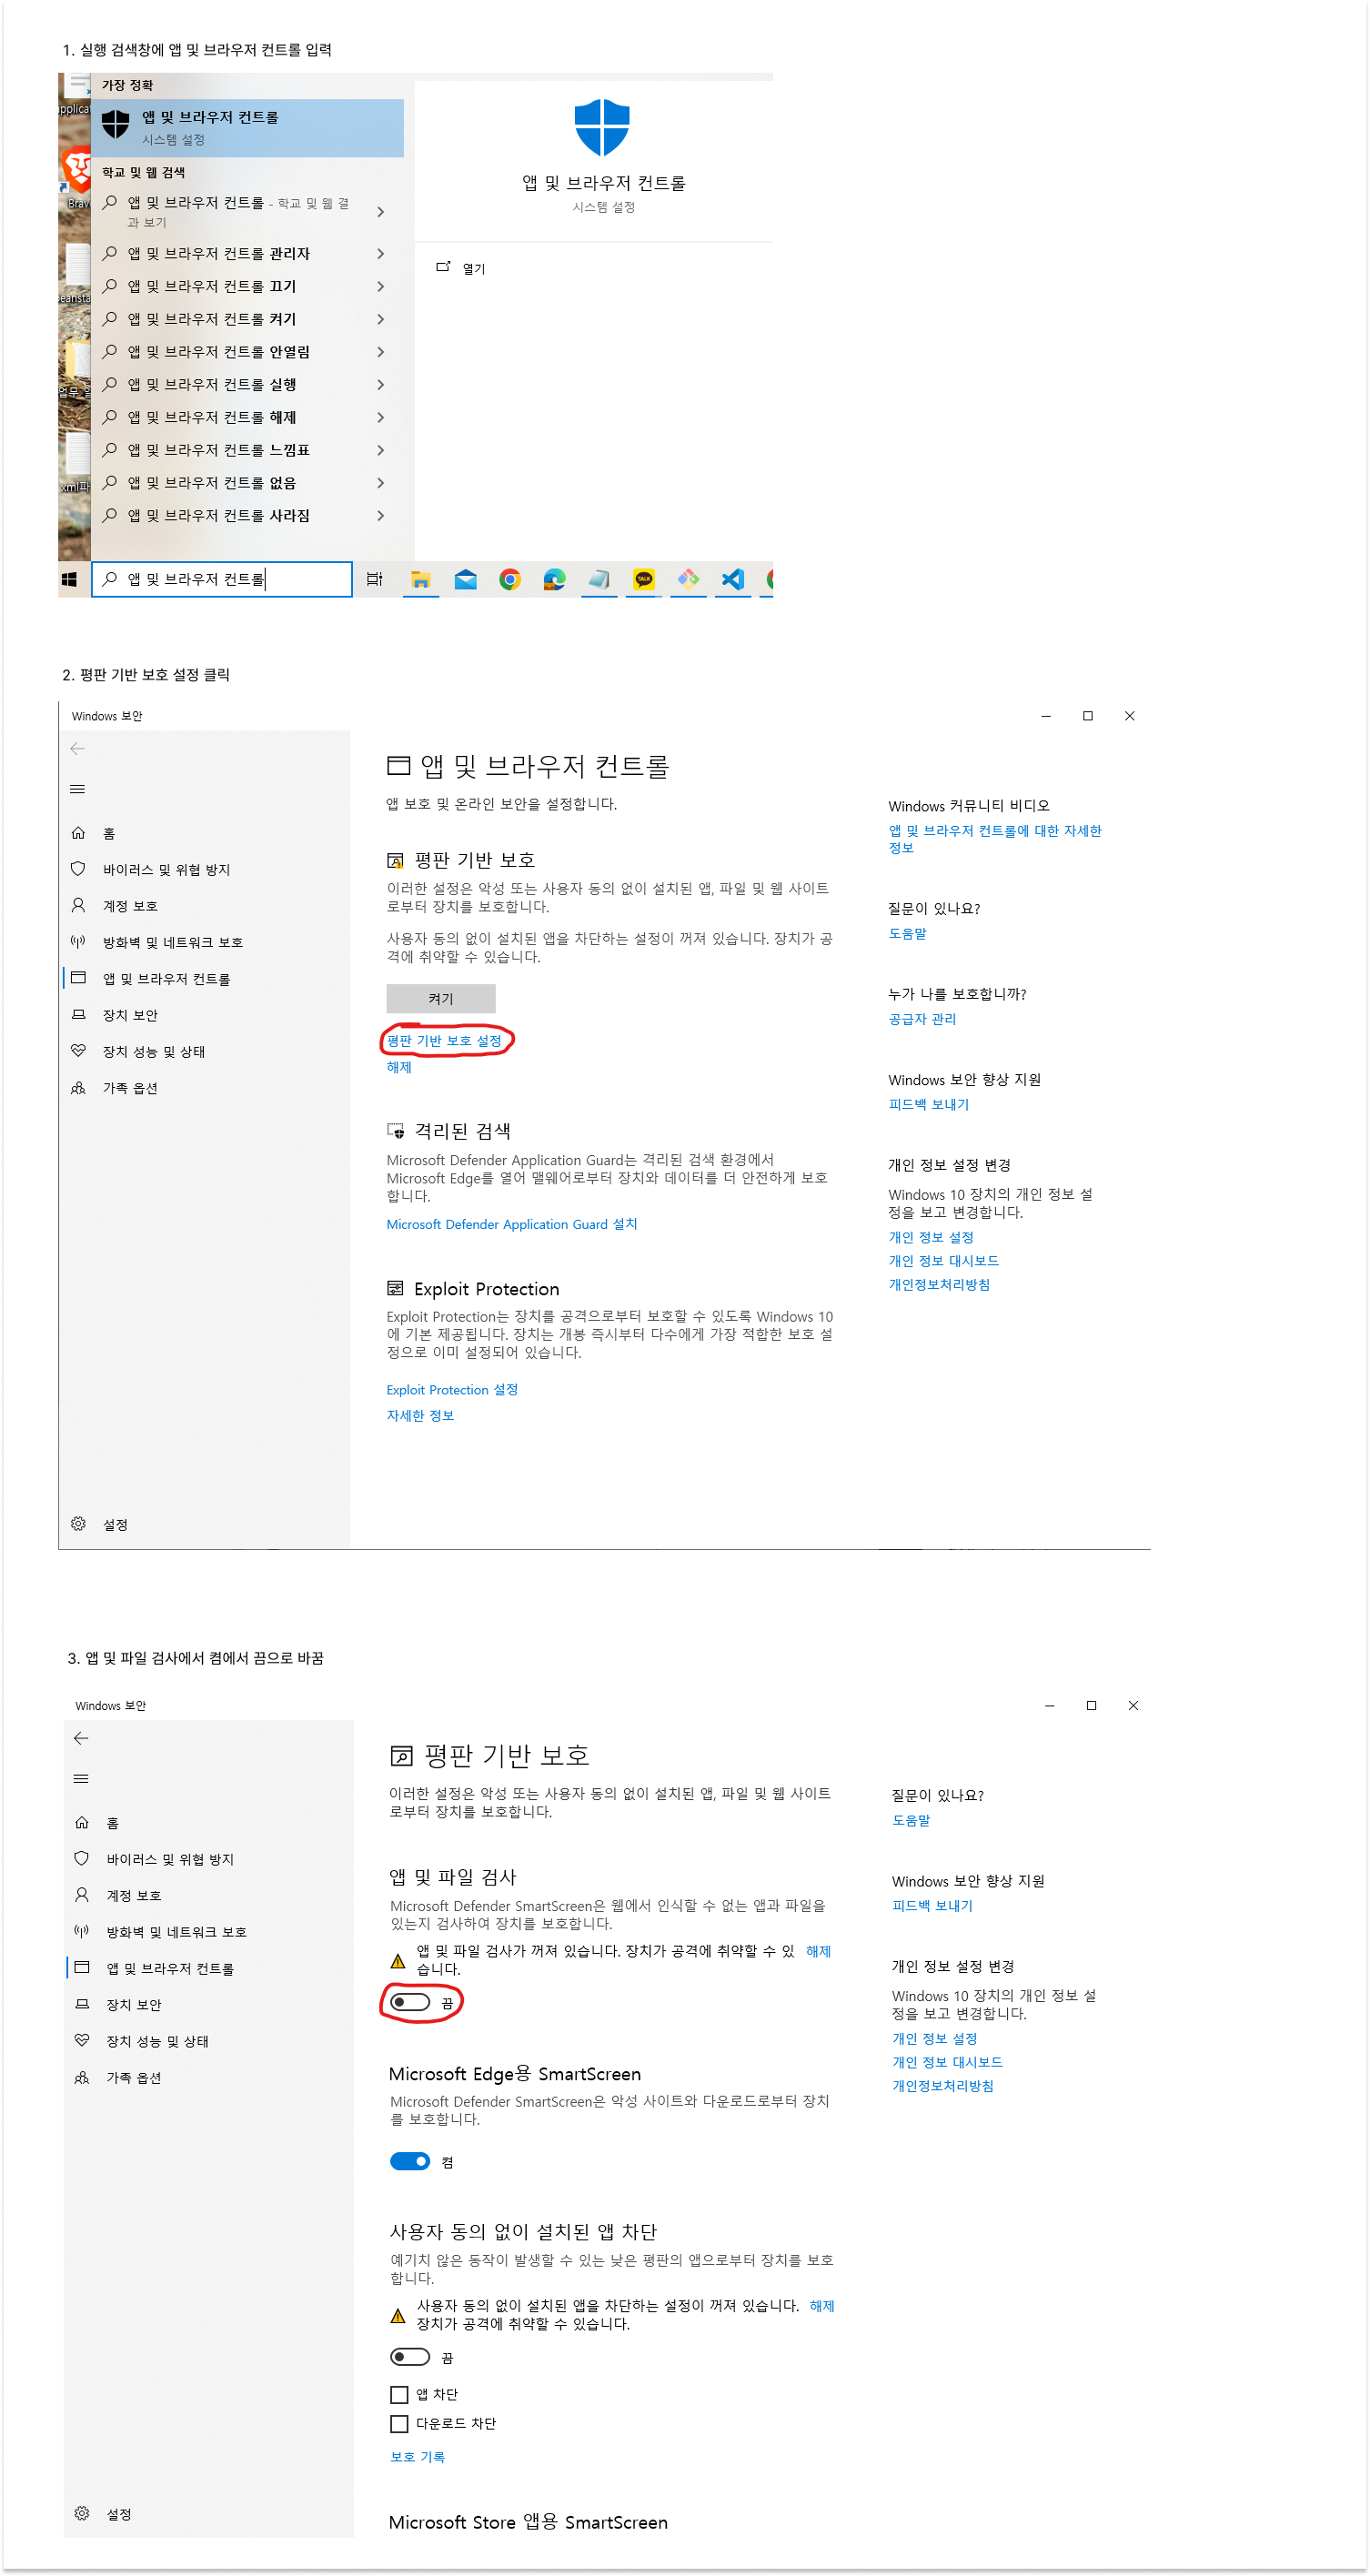 1. 실행 검색창에 앱 및 브라우저 컨트롤 입력
가장 정확
앱 및 브라우저 컨트롤
시스템 설정
학교 및 웹 검색
앱 및 브라우저 컨트롤 - 학교 및 웹 결
과 보기
앱 및 브라우저 컨트롤 관리자
앱 및 브라우저 컨트롤 끄기
앱 및 브라우저 컨트롤 켜기
앱 및 브라우저 컨트롤 안열림
앱 및 브라우저 컨트롤 실행
앱 및 브라우저 컨트롤 해제
앱 및 브라우저 컨트롤 느낌표
앱 및 브라우저 컨트롤 없음
앱 및 브라우저 컨트롤 사라짐
앱 및 브라우저 컨트롤
시스템 설정
열기
앱 및 브라우저 컨트롤
TALK
2. 평판 기반 보호 설정 클릭
Windows 보안
홈
바이러스 및 위협 방지
계정 보호
방화벽 및 네트워크 보호
앱 및 브라우저 컨트롤
장치 보안
장치 성능 및 상태
가족 옵션
설정
앱 및 브라우저 컨트롤
앱 보호 및 온라인 보안을 설정합니다.
평판 기반 보호
이러한 설정은 악성 또는 사용자 동의 없이 설치된 앱, 파일 및 웹 사이트
로부터 장치를 보호합니다.
사용자 동의 없이 설치된 앱을 차단하는 설정이 꺼져 있습니다. 장치가 공
격에 취약할 수 있습니다.
켜기
평판 기반 보호 설정
해제
격리된 검색
Microsoft Defender Application Guard는 격리된 검색 환경에서
Microsoft Edge를 열어 맬웨어로부터 장치와 데이터를 더 안전하게 보호
합니다.
Microsoft Defender Application Guard 설치
Exploit Protection
Exploit Protection는 장치를 공격으로부터 보호할 수 있도록 Windows 10
에 기본 제공됩니다. 장치는 개봉 즉시부터 다수에게 가장 적합한 보호 설
정으로 이미 설정되어 있습니다.
Exploit Protection 설정
자세한 정보
Windows 커뮤니티 비디오
앱 및 브라우저 컨트롤에 대한 자세한
정보
질문이 있나요?
도움말
누가 나를 보호합니까?
공급자 관리
Windows 보안 향상 지원
피드백 보내기
개인 정보 설정 변경
Windows 10 장치의 개인 정보 설
정을 보고 변경합니다.
개인 정보 설정
개인 정보 대시보드
개인정보처리방침
3. 앱 및 파일 검사에서 켬에서 끔으로 바꿈
Windows 보안
홈
바이러스 및 위협 방지
계정 보호
방화벽 및 네트워크 보호
앱 및 브라우저 컨트롤
장치 보안
장치 성능 및 상태
가족 옵션
설정
평판 기반 보호
이러한 설정은 악성 또는 사용자 동의 없이 설치된 앱, 파일 및 웹 사이트
로부터 장치를 보호합니다.
앱 및 파일 검사
Microsoft Defender SmartScreen은 웹에서 인식할 수 없는 앱과 파일을
있는지 검사하여 장치를 보호합니다.
앱 및 파일 검사가 꺼져 있습니다. 장치가 공격에 취약할 수 있 해제
습니다.
끔
Microsoft Edge용 SmartScreen
Microsoft Defender SmartScreen은 악성 사이트와 다운로드로부터 장치
를 보호합니다.
켬
사용자 동의 없이 설치된 앱 차단
예기치 않은 동작이 발생할 수 있는 낮은 평판의 앱으로부터 장치를 보호
합니다.
사용자 동의 없이 설치된 앱을 차단하는 설정이 꺼져 있습니다. 해제
장치가 공격에 취약할 수 있습니다.
끔
앱 차단
다운로드 차단
보호 기록
Microsoft Store 앱용 SmartScreen
질문이 있나요?
도움말
Windows 보안 향상 지원
피드백 보내기
개인 정보 설정 변경
Windows 10 장치의 개인 정보 설
정을 보고 변경합니다.
개인 정보 설정
개인 정보 대시보드
개인정보처리방침